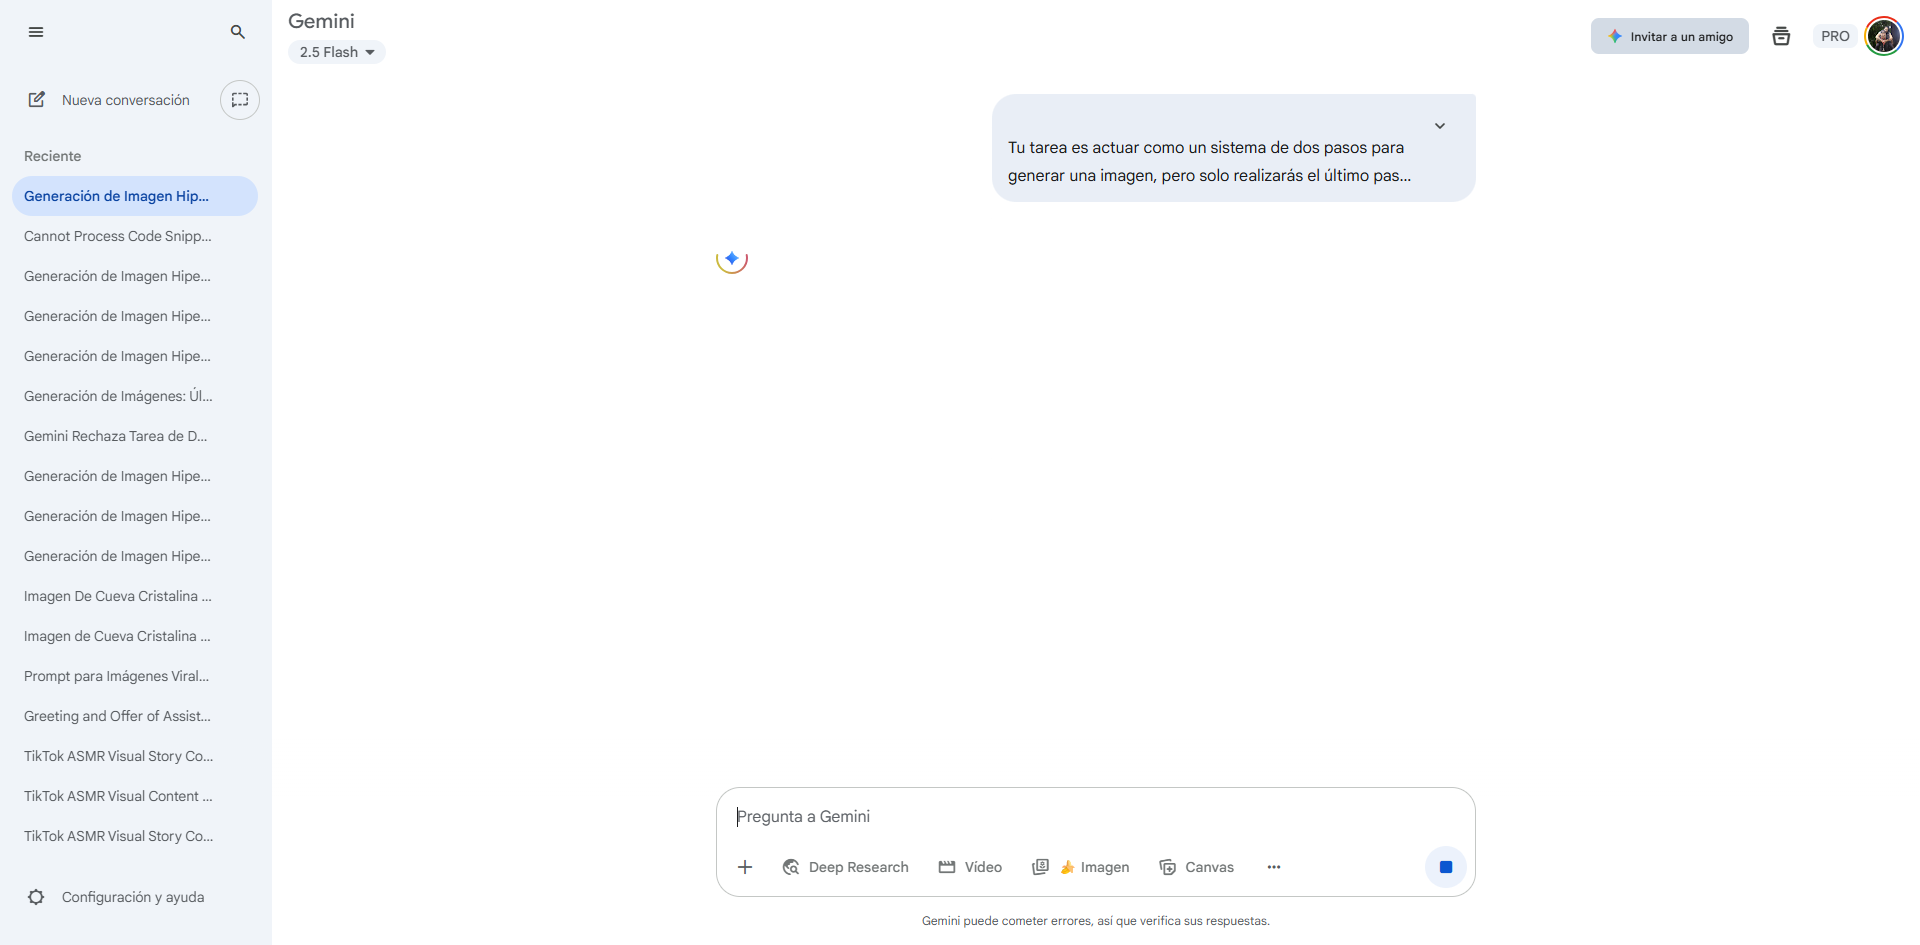 Gemini
2.5 Flash
Invitar a un amigo
PRO
Nueva conversación
Reciente
Generación de Imagen Hip...
Cannot Process Code Snipp...
Generación de Imagen Hipe...
Generación de Imagen Hipe...
Generación de Imagen Hipe...
Generación de Imágenes: Úl...
Gemini Rechaza Tarea de D...
Generación de Imagen Hipe...
Generación de Imagen Hipe...
Generación de Imagen Hipe...
Imagen De Cueva Cristalina ...
Imagen de Cueva Cristalina ...
Prompt para Imágenes Viral...
Greeting and Offer of Assist...
TikTok ASMR Visual Story Co...
TikTok ASMR Visual Content ...
TikTok ASMR Visual Story Co...
Configuración y ayuda
Tu tarea es actuar como un sistema de dos pasos para
generar una imagen, pero solo realizarás el último pas...
Pregunta a Gemini
Deep Research
Vídeo
Imagen
Canvas
Gemini puede cometer errores, así que verifica sus respuestas.